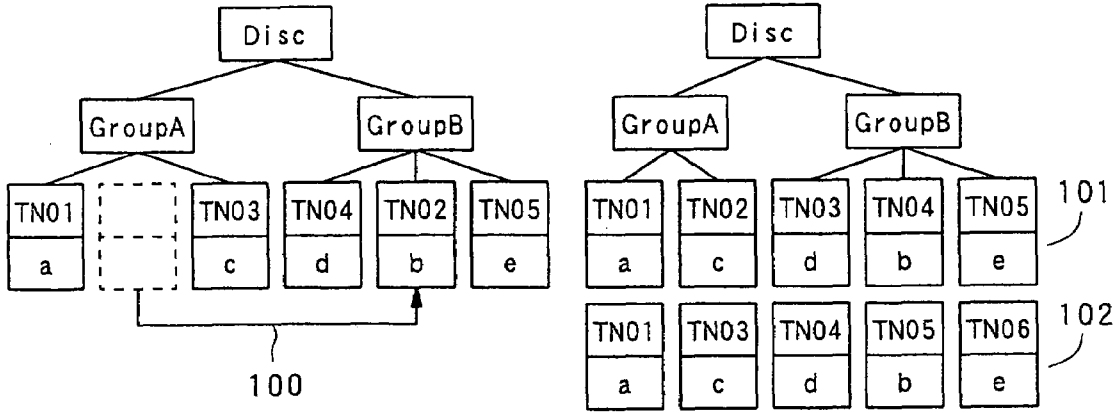 Disc
GroupA GroupB
TN01 TN03 TN04 TN02 TN05
a c d b e
100
Disc
GroupA GroupB
TN01 TN02 TN03 TN04 TN05
a c d b e
101
TN01 TN03 TN04 TN05 TN06
a c d b e
102